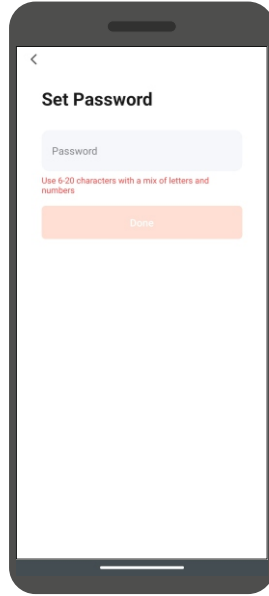 Set Password
Password
Use 6-20 characters with a mix of letters and
numbers
Done